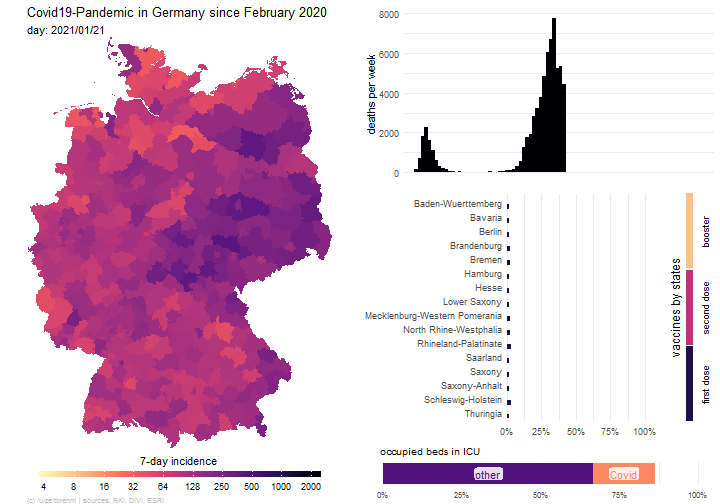 Covid19-Pandemic in Germany since February 2020
day: 2021/01/21
7-day incidence
4 8 16 32 64 125 250 500 1000 2000
(c) /u/zeitbrennt | sources: RKI, DIVI, ESRI
deaths per week
8000
6000
4000
2000
0
Baden-Wuerttemberg
Bavaria
Berlin
Brandenburg
Bremen
Hamburg
Hesse
Lower Saxony
Mecklenburg-Western Pomerania
North Rhine-Westphalia
Rhineland-Palatinate
Saarland
Saxony
Saxony-Anhalt
Schleswig-Holstein
Thuringia
0% 25% 50% 75% 100%
vaccines by states
booster
second dose
first dose
occupied beds in ICU
other
Covid
0% 25% 50% 75% 100%